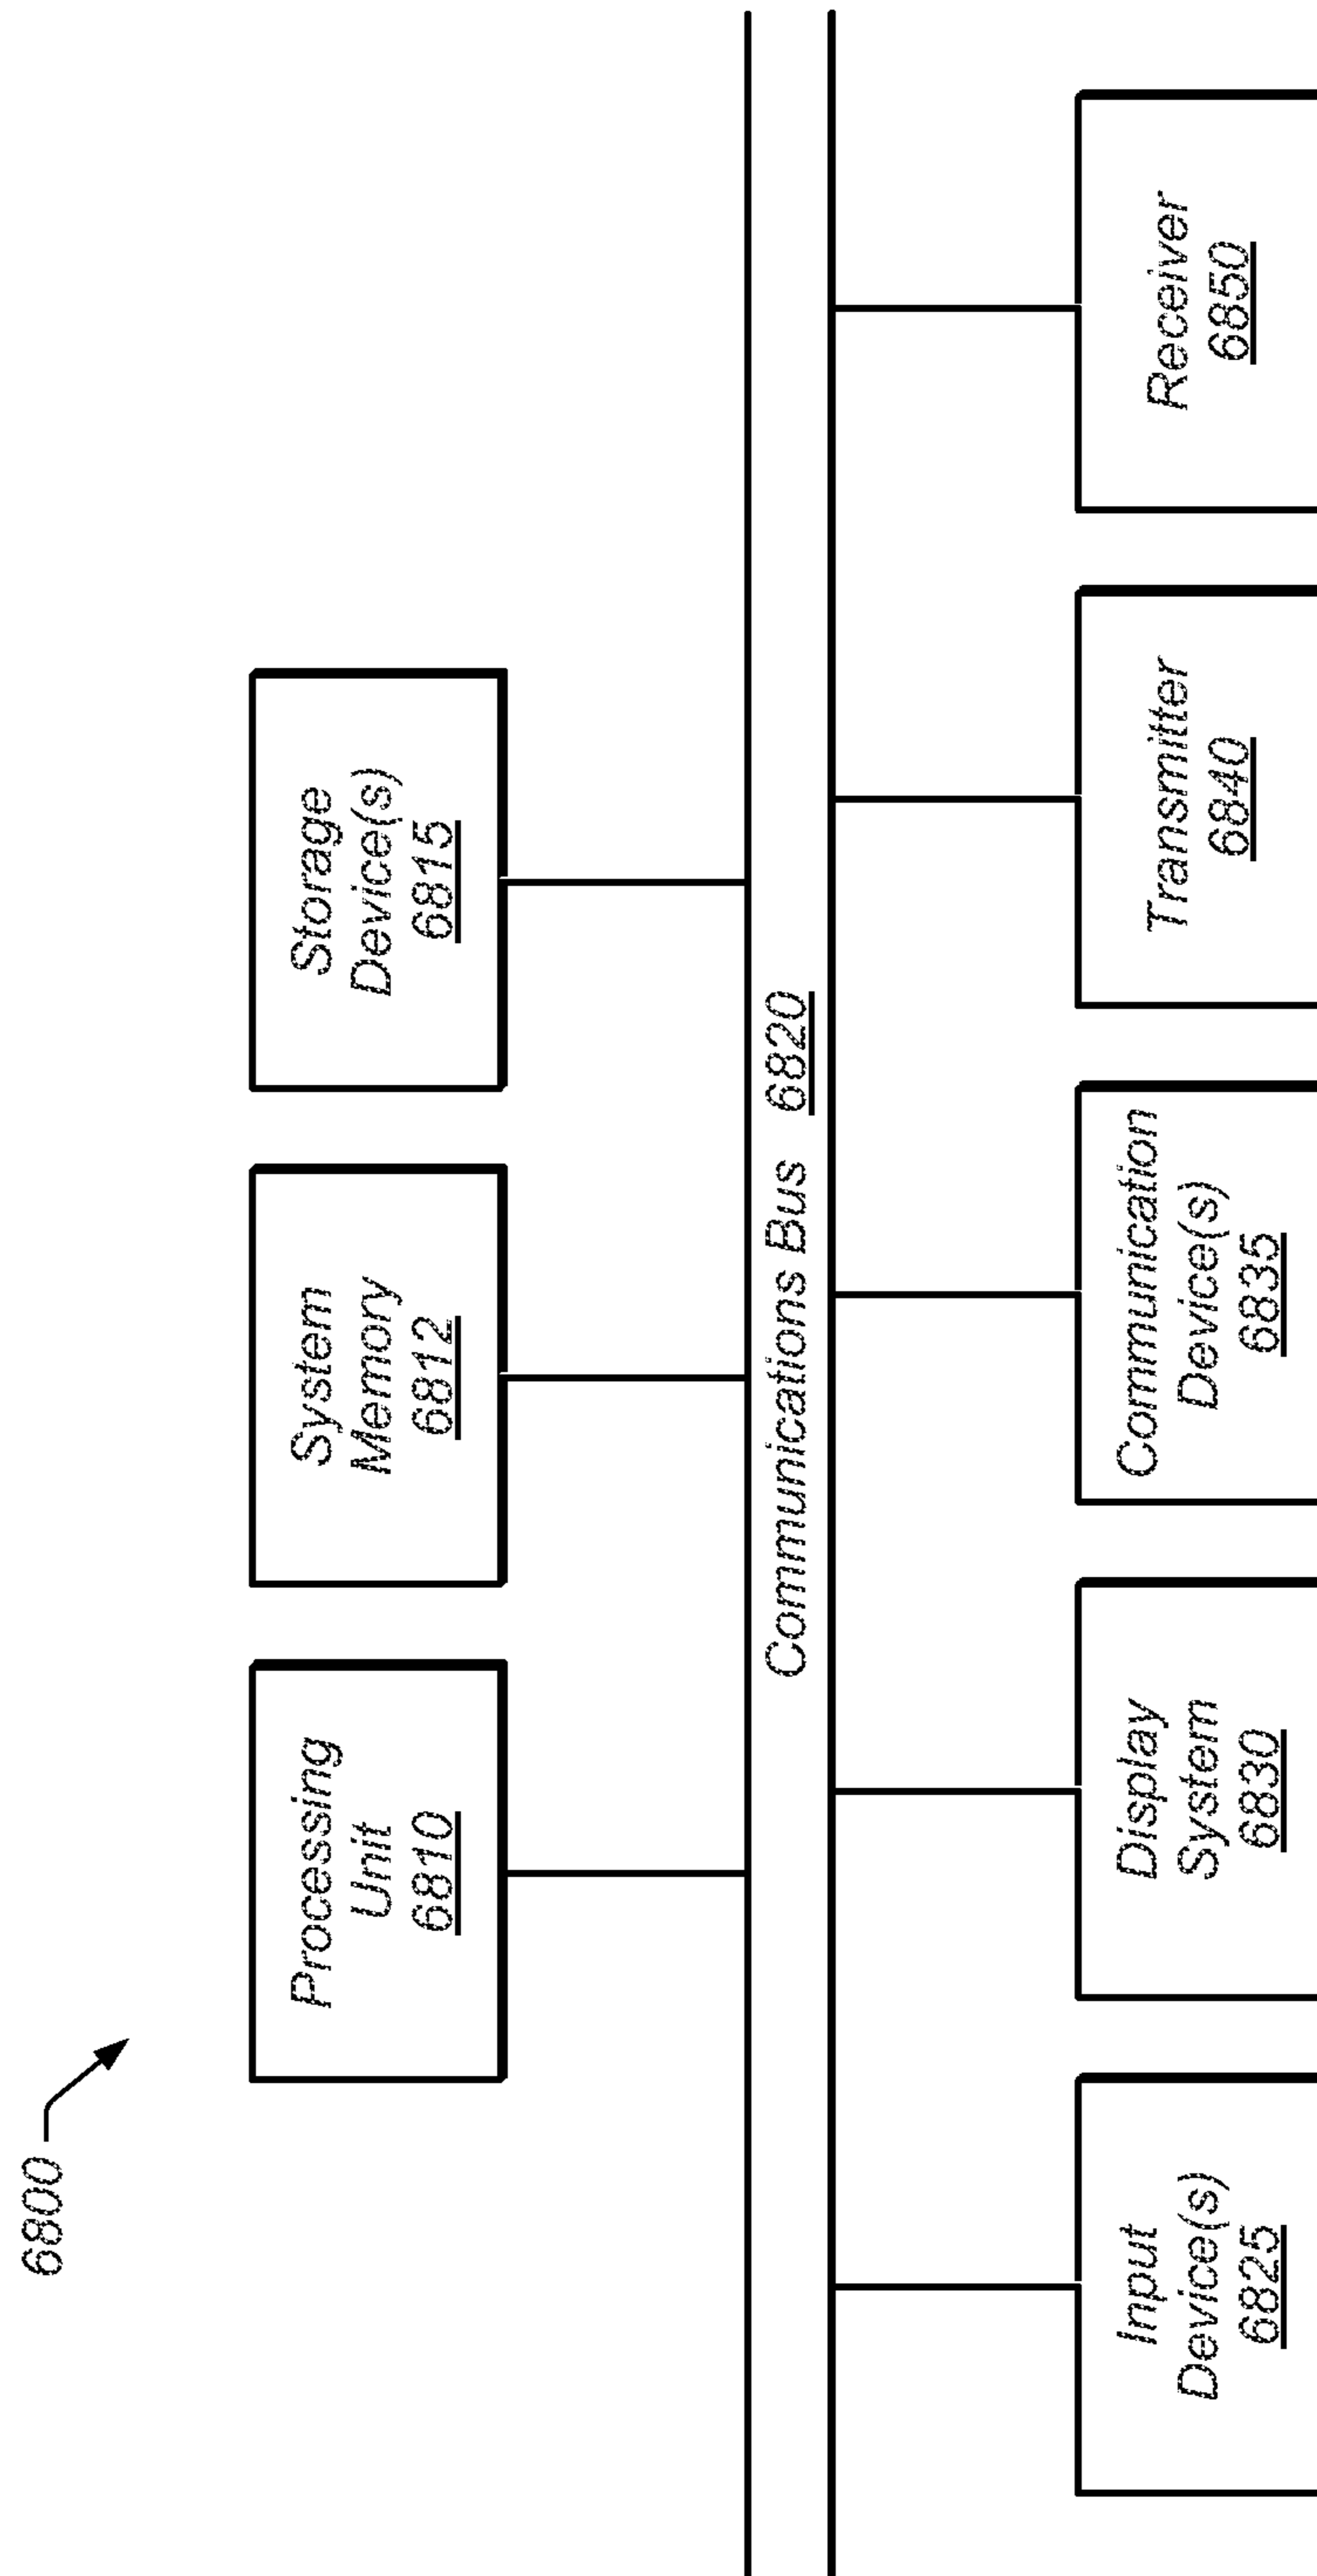 6800
Processing
Unit
6810
System
Memory
6812
Storage
Device(s)
6815
Communications Bus 6820
Input
Device(s)
6825
Display
System
6830
Communication
Device(s)
6835
Transmitter
6840
Receiver
6850